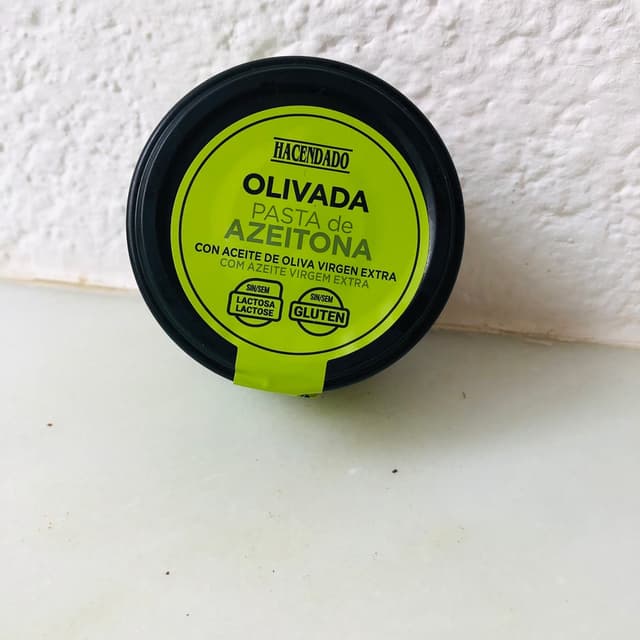 HACENDADO
OLIVADA
PASTA de
AZEITONA
CON ACEITE DE OLIVA VIRGEN EXTRA
COM AZEITE VIRGEM EXTRA
SIN/SEM
LACTOSA
LACTOSE
SIN/SEM
GLUTEN